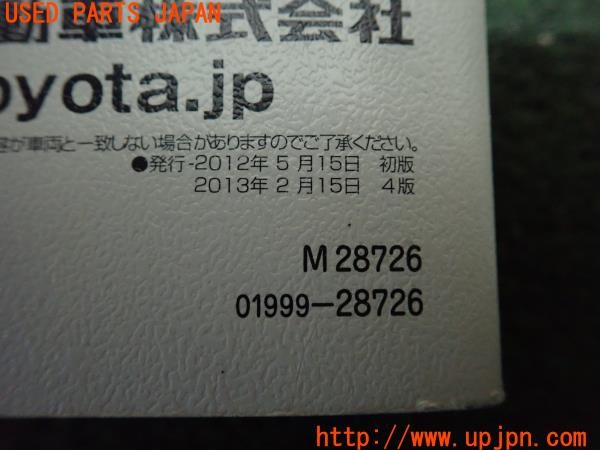 USED PARTS JAPAN
動車株式会社
oyota.jp
が車両と一致しない場合がありますのでご了承ください。
●発行-2012年5月15日 初版
2013年2月15日 4版
M 28726
01999-28726
http://www.upjpn.com